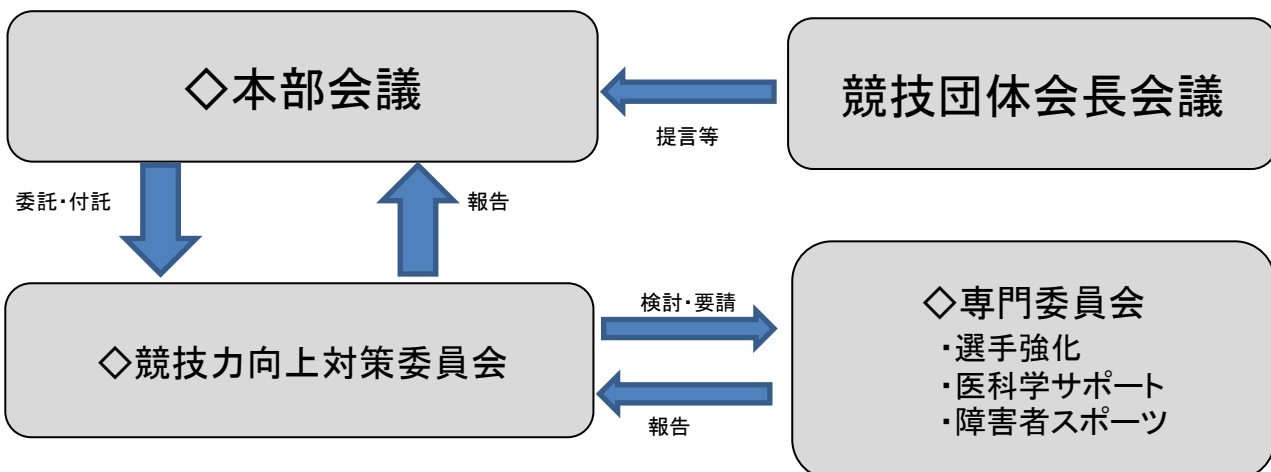 ◇本部会議
競技団体会長会議
提言等
委託・付託
報告
◇競技力向上対策委員会
検討・要請
報告
◇専門委員会
・選手強化
・医科学サポート
・障害者スポーツ